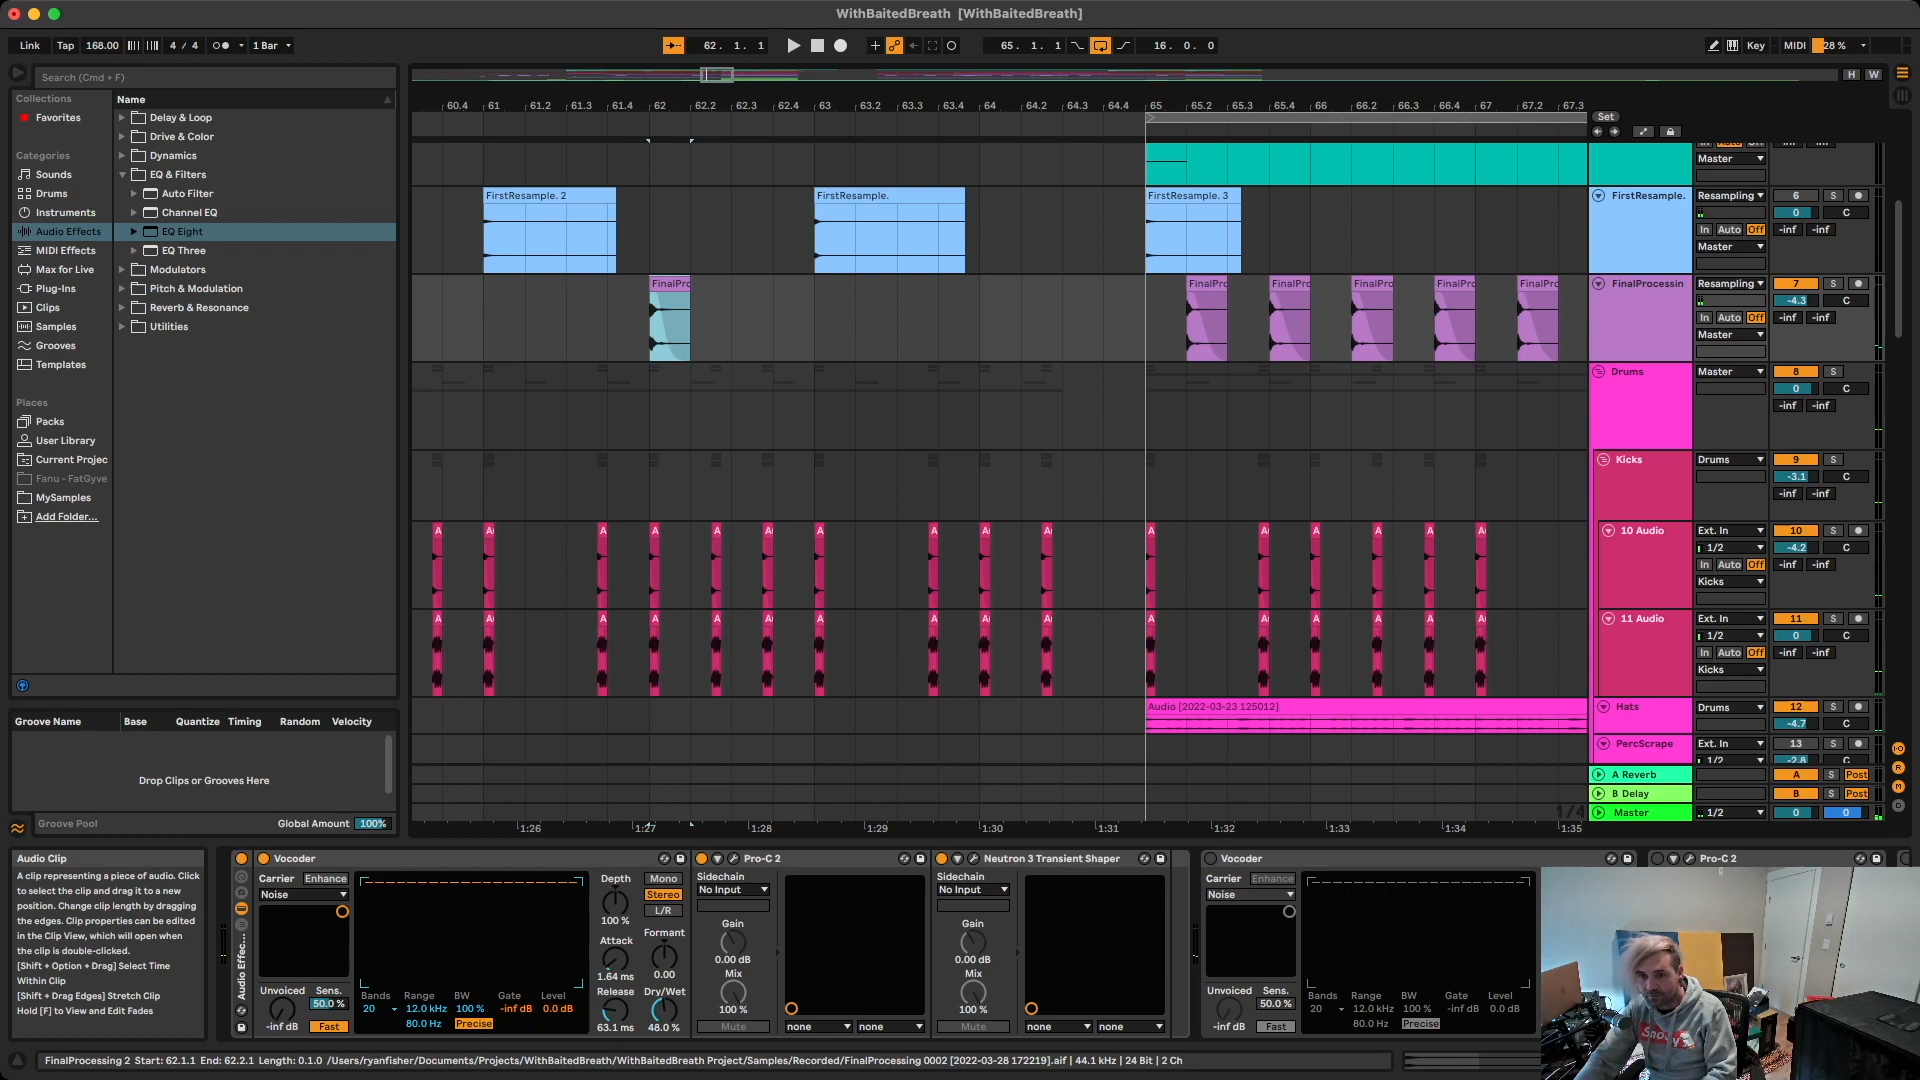 WithBaitedBreath [WithBaitedBreath]
Link Tap 168.00 4 / 4 1 Bar 62. 1. 1 65. 1. 1 16. 0. 0 Key MIDI 28 %
Search (Cmd + F)
H W
Collections
Favorites
Categories
Sounds
Drums
Instruments
Audio Effects
MIDI Effects
Max for Live
Plug-Ins
Clips
Samples
Grooves
Templates
Places
Packs
User Library
Current Projec
Fanu - FatGyve
MySamples
Add Folder...
Name
Delay & Loop
Drive & Color
Dynamics
EQ & Filters
Auto Filter
Channel EQ
EQ Eight
EQ Three
Modulators
Pitch & Modulation
Reverb & Resonance
Utilities
60.4 61 61.2 61.3 61.4 62 62.2 62.3 62.4 63 63.2 63.3 63.4 64 64.2 64.3 64.4 65 65.2 65.3 65.4 66 66.2 66.3 66.4 67 67.2 67.3
Set
Master
FirstResample. 2 FirstResample. FirstResample. 3
FirstResample. Resampling 6 S
0 C
In Auto Off -inf -inf
Master
FinalPro FinalPro FinalPro FinalPro FinalPro FinalPro
FinalProcessin Resampling 7 S
-4.3 C
In Auto Off -inf -inf
Master
Drums Master 8 S
0 C
-inf -inf
Kicks Drums 9 S
-3.1 C
-inf -inf
10 Audio Ext. In 10 S
1/2 -4.2 C
In Auto Off -inf -inf
Kicks
11 Audio Ext. In 11 S
1/2 0 C
In Auto Off -inf -inf
Kicks
Audio [2022-03-23 125012]
Hats Drums 12 S
-4.7 C
PercScrape Ext. In 13 S
1/2 -2.8 C
A Reverb A S Post
B Delay B S Post
1/4
Master 1/2 0 0
1:26 1:27 1:28 1:29 1:30 1:31 1:32 1:33 1:34 1:35
Groove Name Base Quantize Timing Random Velocity
Drop Clips or Grooves Here
Groove Pool Global Amount 100%
Audio Clip
A clip representing a piece of audio. Click
to select the clip and drag it to a new
position. Change clip length by dragging
the edges. Clip properties can be edited
in the Clip View, which will open when
the clip is double-clicked.
[Shift + Option + Drag] Select Time
Within Clip
[Shift + Drag Edges] Stretch Clip
Hold [F] to View and Edit Fades
Audio Effec...
Vocoder
Carrier Enhance
Noise
Unvoiced Sens.
50.0 %
-inf dB Fast
Bands Range BW Gate Level
20 12.0 kHz 100 % -inf dB 0.0 dB
80.0 Hz Precise
Depth Mono
Stereo
100 % L/R
Attack Formant
1.64 ms 0.00
Release Dry/Wet
63.1 ms 48.0 %
Pro-C 2
Sidechain
No Input
Gain
0.00 dB
Mix
100 %
Mute none none
Neutron 3 Transient Shaper
Sidechain
No Input
Gain
0.00 dB
Mix
100 %
Mute none none
Vocoder
Carrier Enhance
Noise
Unvoiced Sens.
50.0 %
-inf dB Fast
Bands Range BW Gate Level
20 12.0 kHz 100 % -inf dB 0.0 dB
80.0 Hz Precise
Pro-C 2
FinalProcessing 2 Start: 62.1.1 End: 62.2.1 Length: 0.1.0 /Users/ryanfisher/Documents/Projects/WithBaitedBreath/WithBaitedBreath Project/Samples/Recorded/FinalProcessing 0002 [2022-03-28 172219].aif | 44.1 kHz | 24 Bit | 2 Ch